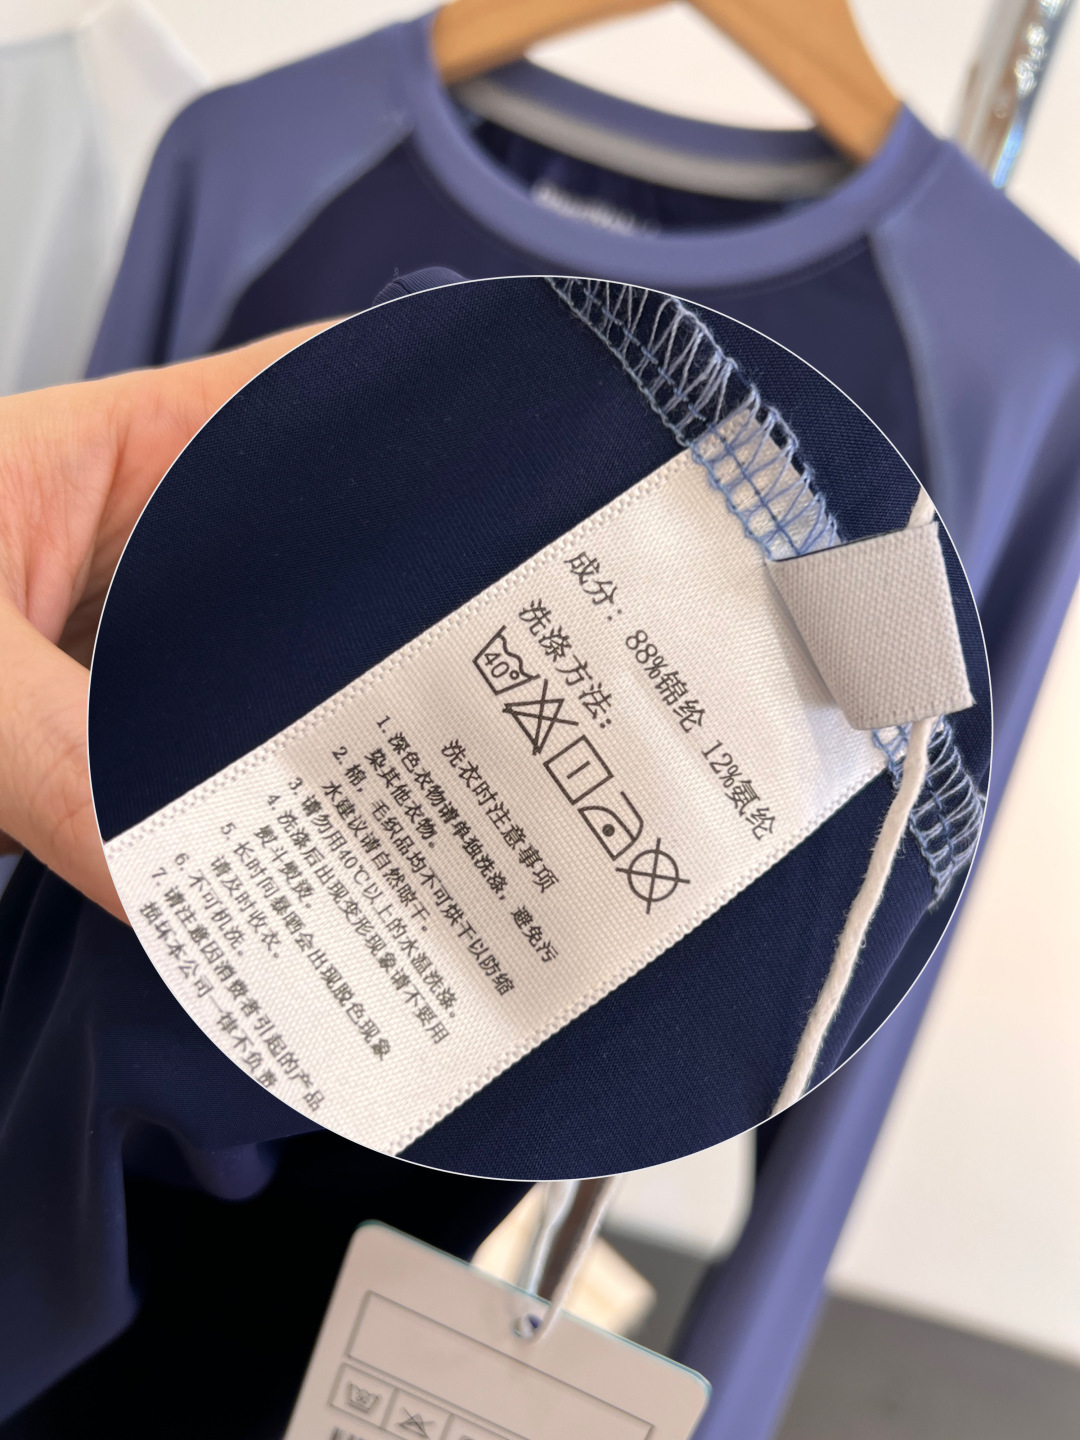 成分：88%锦纶 12%氨纶
洗涤方法：
40°
洗衣时注意事项
1.深色衣物请单独洗涤，避免污
染其他衣物。
2.棉，毛织品均不可烘干以防缩
水建议请自然晾干。
3.请勿用40℃以上的水温洗涤。
4.洗涤后出现变形现象请不要用
熨斗熨烫。
5.长时间暴晒会出现脱色现象
请及时收衣。
6.不可机洗。
7.请注意因消费者引起的产品
损坏本公司一律不负责